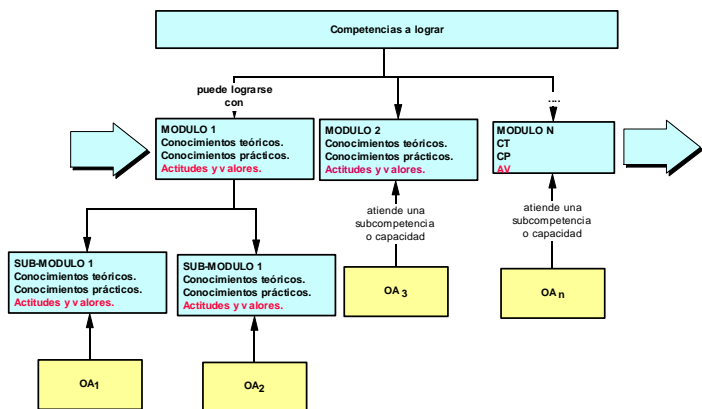 Competencias a lograr
puede lograrse
con
....
MODULO 1
Conocimientos teóricos.
Conocimientos prácticos.
Actitudes y valores.
MODULO 2
Conocimientos teóricos.
Conocimientos prácticos.
Actitudes y valores.
MODULO N
CT
CP
AV
atiende una
subcompetencia
o capacidad
atiende una
subcompetencia
o capacidad
SUB-MODULO 1
Conocimientos teóricos.
Conocimientos prácticos.
Actitudes y valores.
SUB-MODULO 1
Conocimientos teóricos.
Conocimientos prácticos.
Actitudes y valores.
OA3
OAn
OA1
OA2